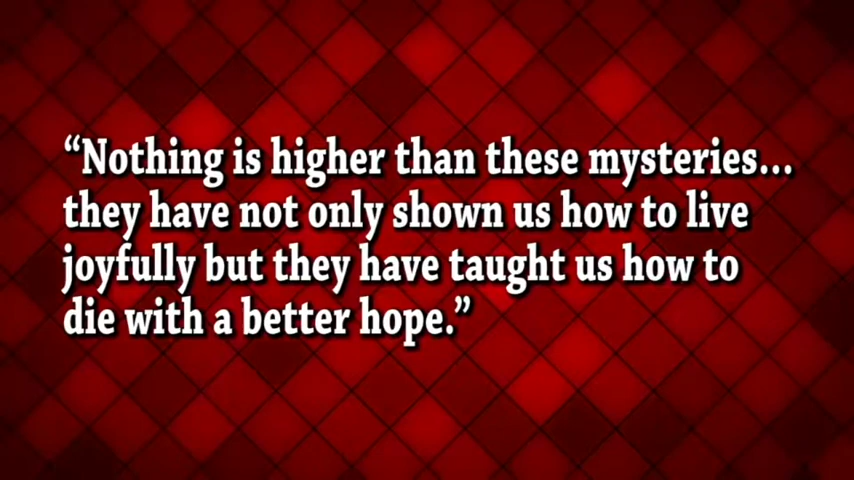 “Nothing is higher than these mysteries...
they have not only shown us how to live
joyfully but they have taught us how to
die with a better hope.”